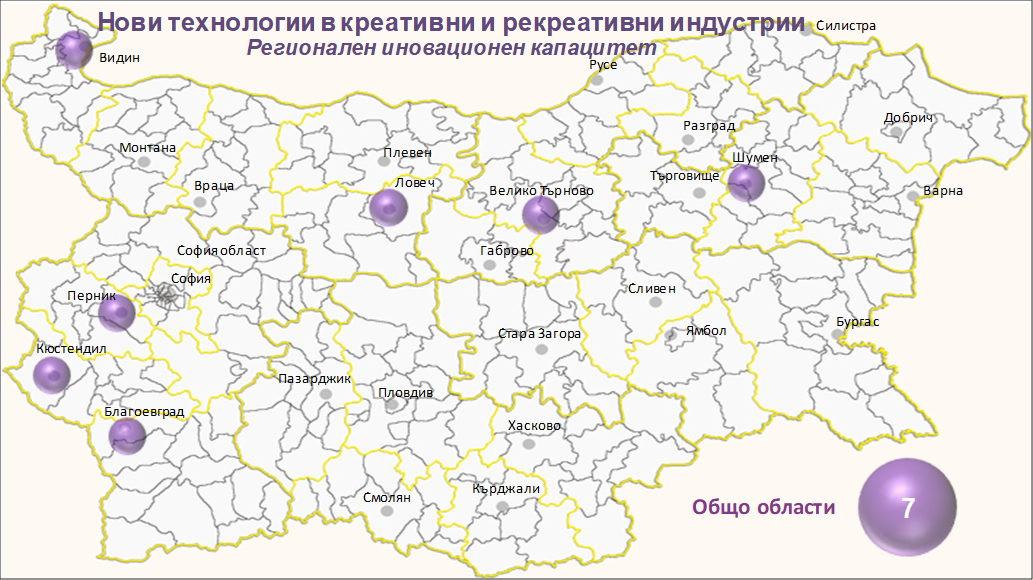 Нови технологии в креативни и рекреативни индустрии
Регионален иновационен капацитет
Силистра
Видин
Русе
Добрич
Разград
Монтана
Плевен
Шумен
Търговище
Ловеч
Враца
Велико Търново
Варна
София област
Габрово
София
Сливен
Перник
Бургас
Ямбол
Стара Загора
Кюстендил
Пазарджик
Пловдив
Благоевград
Хасково
Кърджали
Смолян
Общо области
7